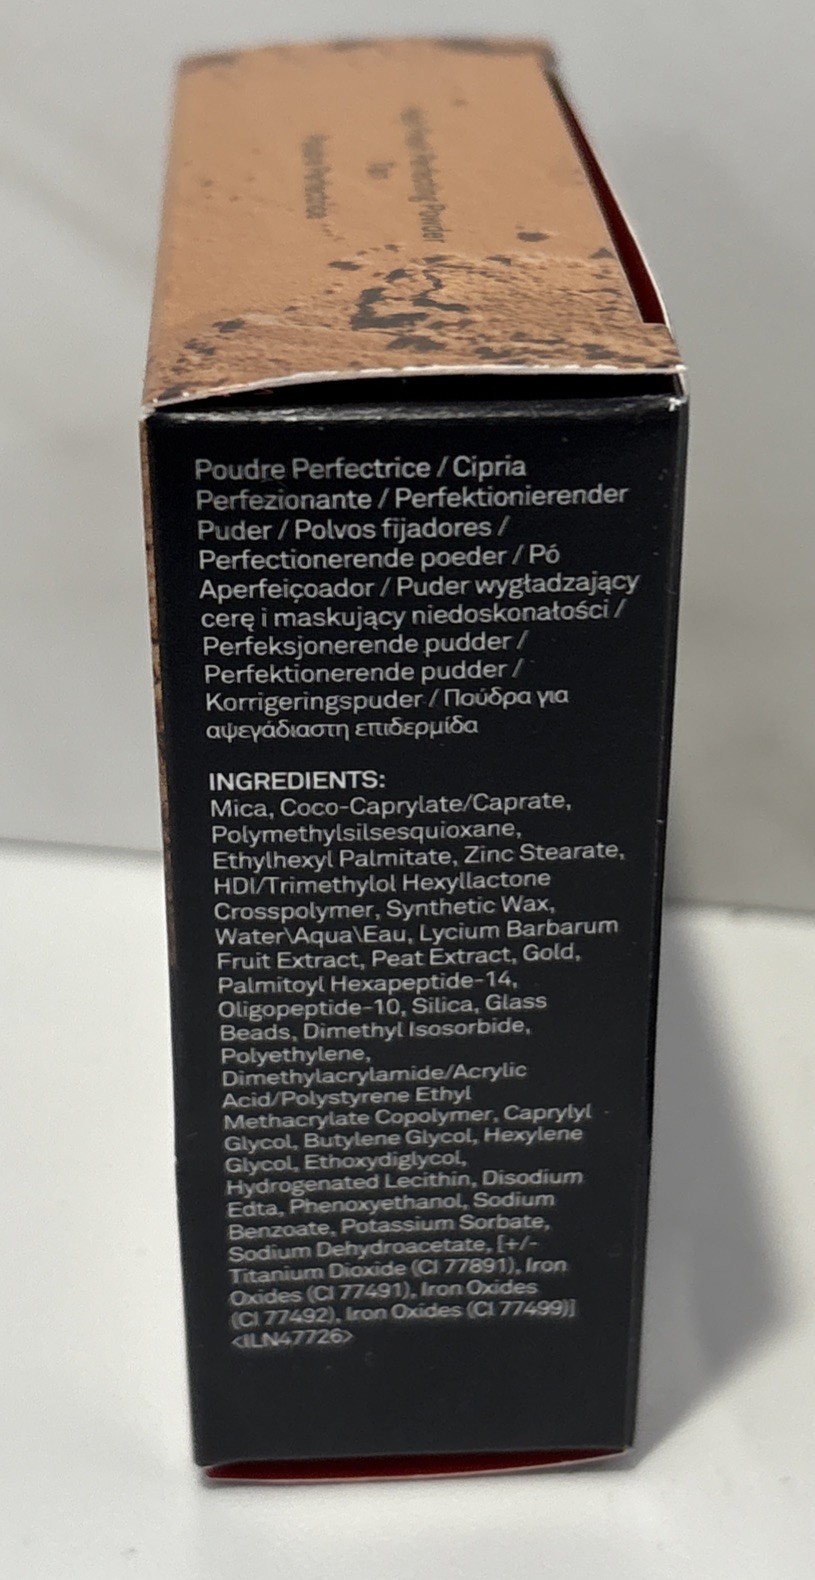 Perfecting Powder
Poudre Perfectrice / Cipria
Perfezionante / Perfektionierender
Puder / Polvos fijadores /
Perfectionerende poeder / Pó
Aperfeiçoador / Puder wygładzający
cerę i maskujący niedoskonałości /
Perfeksjonerende pudder /
Perfektionerende pudder /
Korrigeringspuder / Πούδρα για
αψεγάδιαστη επιδερμίδα
INGREDIENTS:
Mica, Coco-Caprylate/Caprate,
Polymethylsilsesquioxane,
Ethylhexyl Palmitate, Zinc Stearate,
HDI/Trimethylol Hexyllactone
Crosspolymer, Synthetic Wax,
Water\Aqua\Eau, Lycium Barbarum
Fruit Extract, Peat Extract, Gold,
Palmitoyl Hexapeptide-14,
Oligopeptide-10, Silica, Glass
Beads, Dimethyl Isosorbide,
Polyethylene,
Dimethylacrylamide/Acrylic
Acid/Polystyrene Ethyl
Methacrylate Copolymer, Caprylyl
Glycol, Butylene Glycol, Hexylene
Glycol, Ethoxydiglycol,
Hydrogenated Lecithin, Disodium
Edta, Phenoxyethanol, Sodium
Benzoate, Potassium Sorbate,
Sodium Dehydroacetate, [+/-
Titanium Dioxide (CI 77891), Iron
Oxides (CI 77491), Iron Oxides
(CI 77492), Iron Oxides (CI 77499)]
<ILN47726>